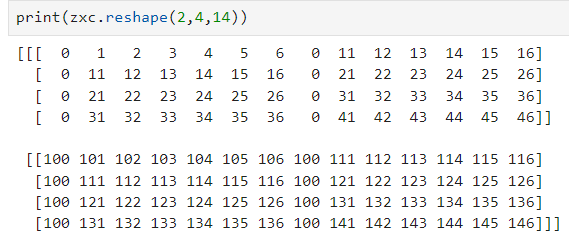 print(zxc.reshape(2,4,14))
[[[  0   1   2   3   4   5   6   0  11  12  13  14  15  16]
  [  0  11  12  13  14  15  16   0  21  22  23  24  25  26]
  [  0  21  22  23  24  25  26   0  31  32  33  34  35  36]
  [  0  31  32  33  34  35  36   0  41  42  43  44  45  46]]
 [[100 101 102 103 104 105 106 100 111 112 113 114 115 116]
  [100 111 112 113 114 115 116 100 121 122 123 124 125 126]
  [100 121 122 123 124 125 126 100 131 132 133 134 135 136]
  [100 131 132 133 134 135 136 100 141 142 143 144 145 146]]]